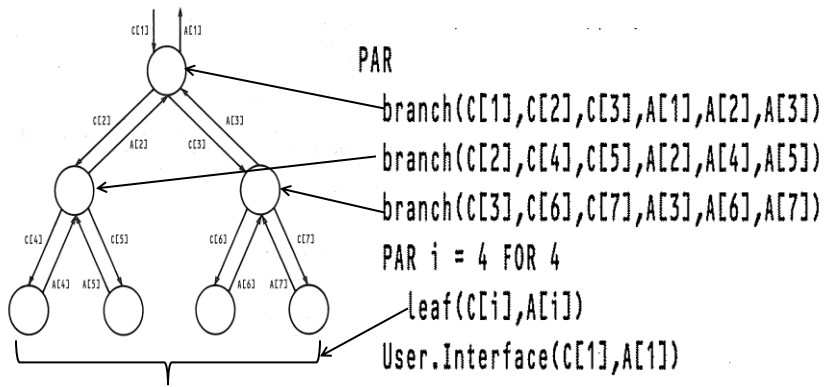 C[1] A[1]
PAR
branch(C[1],C[2],C[3],A[1],A[2],A[3])
C[2] A[3]
A[2] C[3]
branch(C[2],C[4],C[5],A[2],A[4],A[5])
branch(C[3],C[6],C[7],A[3],A[6],A[7])
C[4] C[5] C[6] C[7]
A[4] A[5] A[6] A[7]
PAR i = 4 FOR 4
leaf(C[i],A[i])
User.Interface(C[1],A[1])